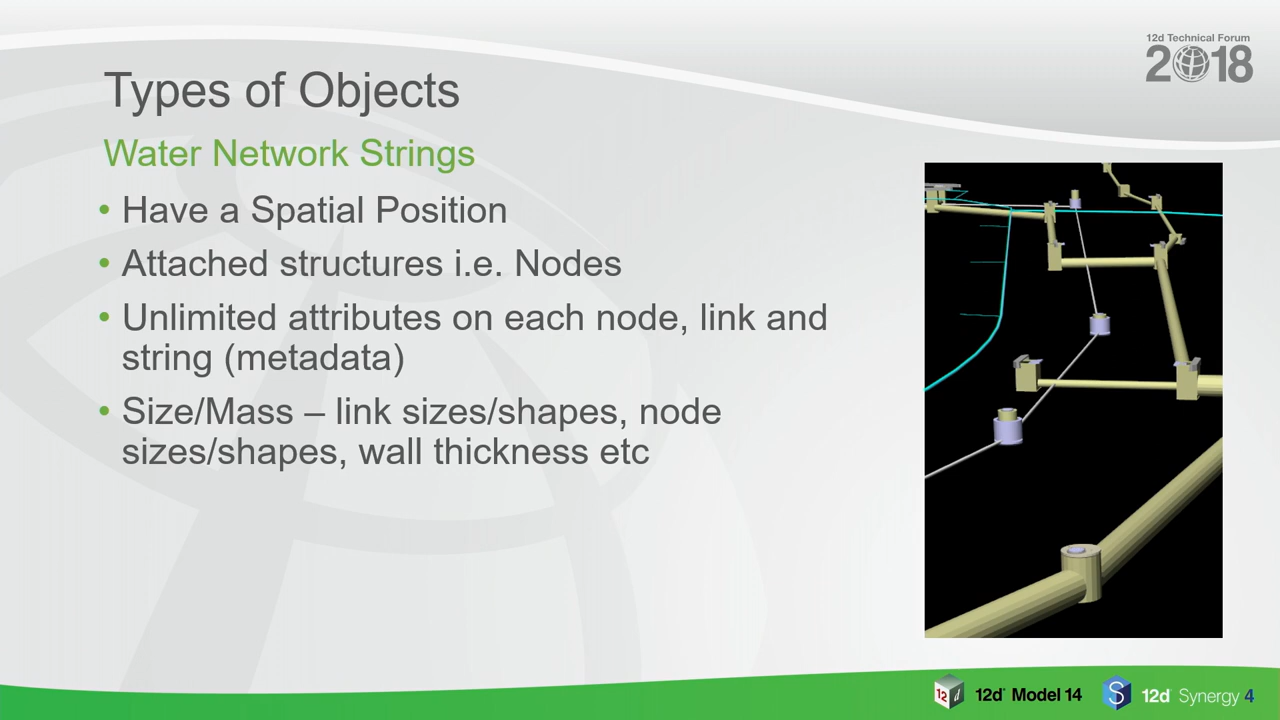 12d Technical Forum
2018
Types of Objects
Water Network Strings
• Have a Spatial Position
• Attached structures i.e. Nodes
• Unlimited attributes on each node, link and
string (metadata)
• Size/Mass – link sizes/shapes, node
sizes/shapes, wall thickness etc
12d 12d® Model 14 S 12d® Synergy 4